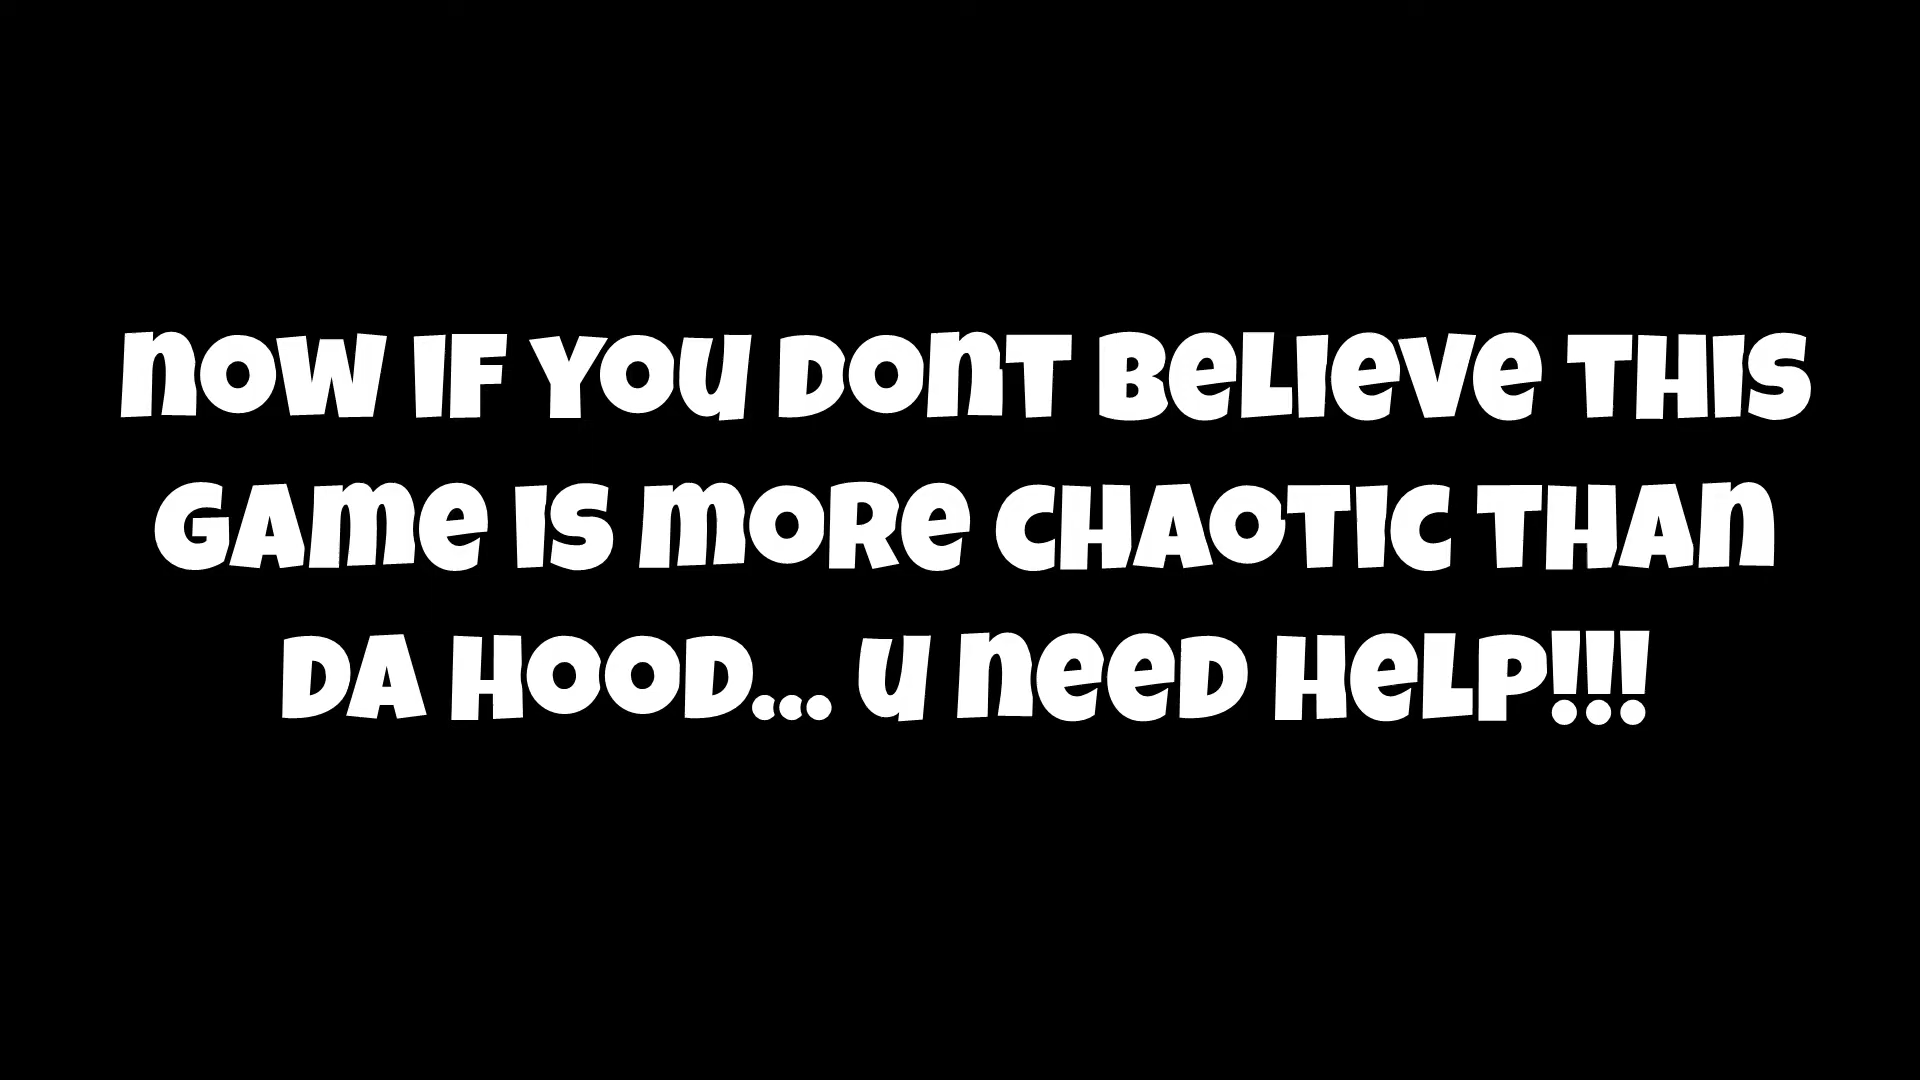 NOW IF YOU DONT BELIEVE THIS
GAME IS MORE CHAOTIC THAN
DA HOOD... U NEED HELP!!!